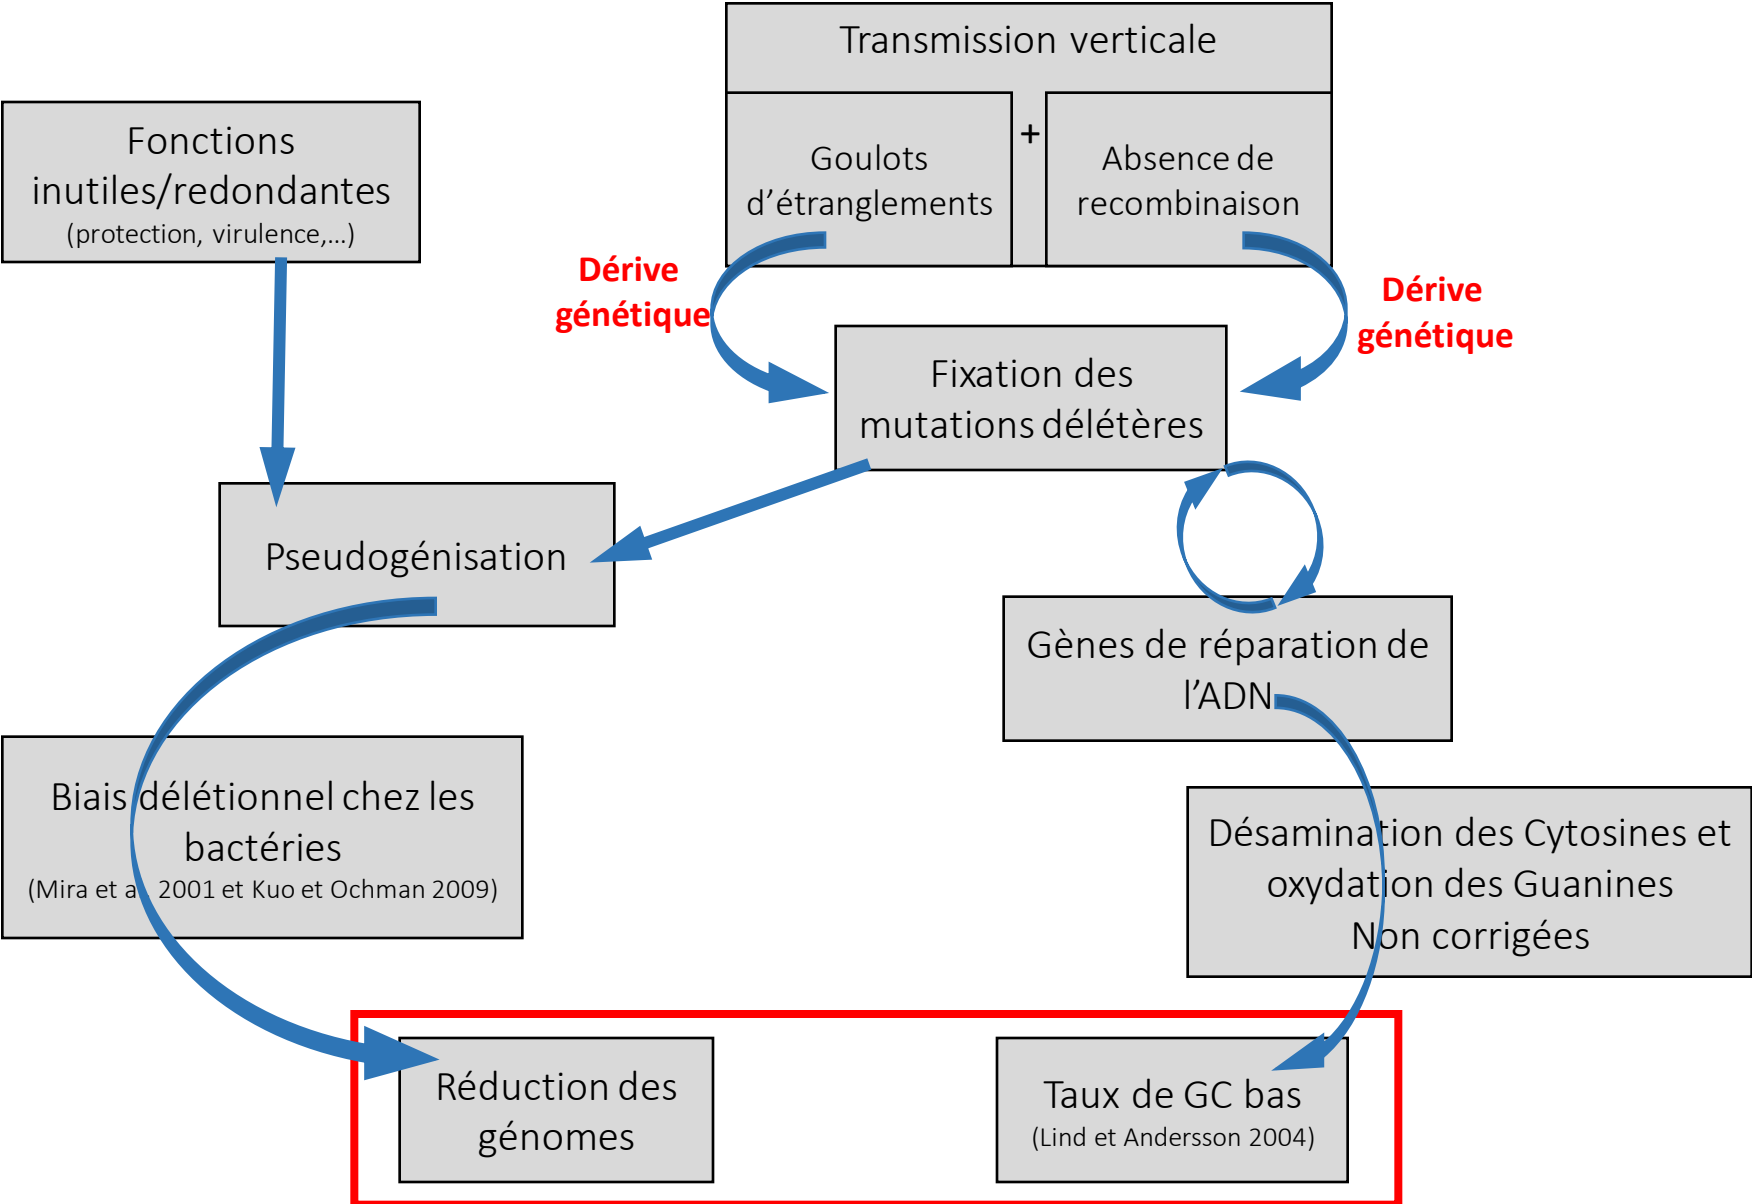 Transmission verticale
Goulots
d’étranglements
+
Absence de
recombinaison
Fonctions
inutiles/redondantes
(protection, virulence,...)
Dérive
génétique
Dérive
génétique
Fixation des
mutations délétères
Pseudogénisation
Gènes de réparation de
l’ADN
Biais délétionnel chez les
bactéries
(Mira et a 2001 et Kuo et Ochman 2009)
Désamination des Cytosines et
oxydation des Guanines
Non corrigées
Réduction des
génomes
Taux de GC bas
(Lind et Andersson 2004)